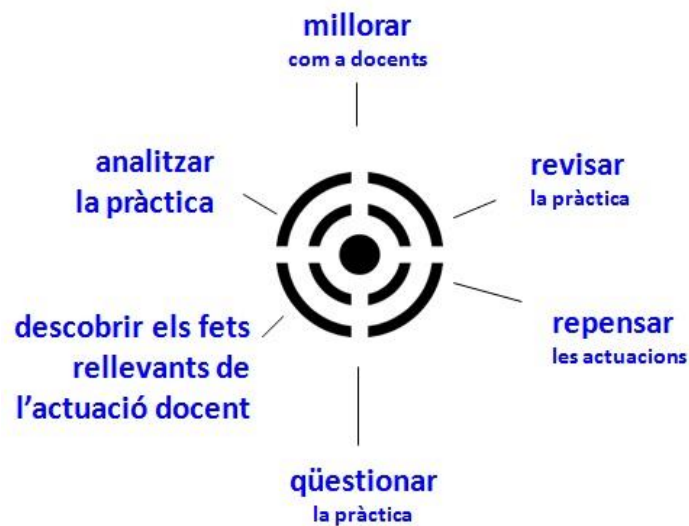 millorar
com a docents
analitzar
la pràctica
revisar
la pràctica
descobrir els fets
rellevants de
l'actuació docent
repensar
les actuacions
qüestionar
la pràctica